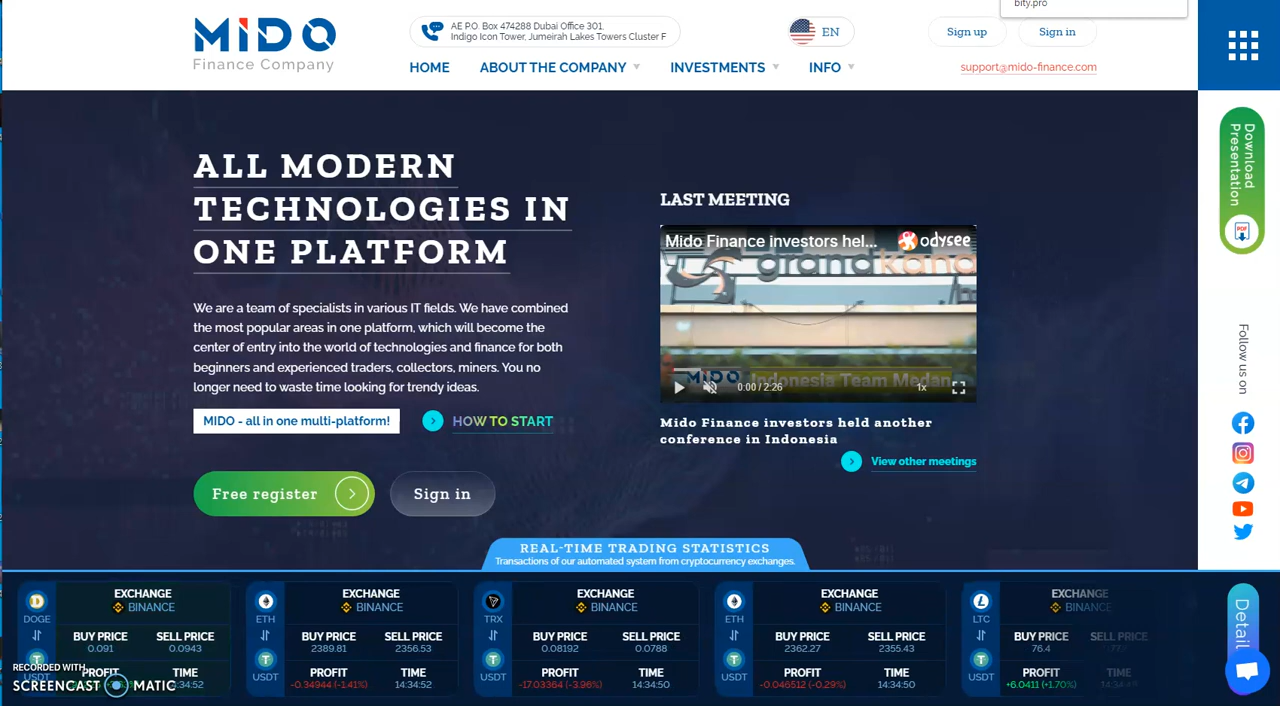 bity.pro
MIDO
Finance Company
AE P.O. Box 474288 Dubai Office 301,
Indigo Icon Tower, Jumeirah Lakes Towers Cluster F
EN
Sign up
Sign in
HOME
ABOUT THE COMPANY
INVESTMENTS
INFO
support@mido-finance.com
Download
Presentation
PDF
ALL MODERN
TECHNOLOGIES IN
ONE PLATFORM
We are a team of specialists in various IT fields. We have combined
the most popular areas in one platform, which will become the
center of entry into the world of technologies and finance for both
beginners and experienced traders, collectors, miners. You no
longer need to waste time looking for trendy ideas.
MIDO - all in one multi-platform!
HOW TO START
Free register
Sign in
LAST MEETING
Mido Finance investors hel...
odysee
grandkana
MIDO Indonesia Team Medan
0:00 / 2:26
1x
Mido Finance investors held another
conference in Indonesia
View other meetings
Follow us on
REAL-TIME TRADING STATISTICS
Transactions of our automated system from cryptocurrency exchanges.
DOGE
USDT
EXCHANGE
BINANCE
BUY PRICE SELL PRICE
0.091 0.0943
PROFIT TIME
14:34:52
ETH
USDT
EXCHANGE
BINANCE
BUY PRICE SELL PRICE
2389.81 2356.53
PROFIT TIME
-0.34944 (-1.41%) 14:34:52
TRX
USDT
EXCHANGE
BINANCE
BUY PRICE SELL PRICE
0.08192 0.0788
PROFIT TIME
-17.03364 (-3.96%) 14:34:50
ETH
USDT
EXCHANGE
BINANCE
BUY PRICE SELL PRICE
2362.27 2355.43
PROFIT TIME
-0.046512 (-0.29%) 14:34:50
LTC
USDT
EXCHANGE
BINANCE
BUY PRICE SELL PRICE
76.4
PROFIT TIME
+6.0411 (+1.70%)
Detail
RECORDED WITH
SCREENCAST MATIC